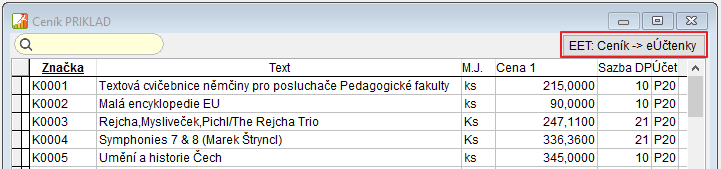 Ceník PRIKLAD
EET: Ceník -> eÚčtenky
Značka Text M.J. Cena 1 Sazba DP Účet
K0001 Textová cvičebnice němčiny pro posluchače Pedagogické fakulty ks 215,0000 10 P20
K0002 Malá encyklopedie EU ks 90,0000 10 P20
K0003 Rejcha,Mysliveček,Pichl/The Rejcha Trio Ks 247,1100 21 P20
K0004 Symphonies 7 & 8 (Marek Štryncl) Ks 336,3600 21 P20
K0005 Umění a historie Čech Ks 345,0000 10 P20